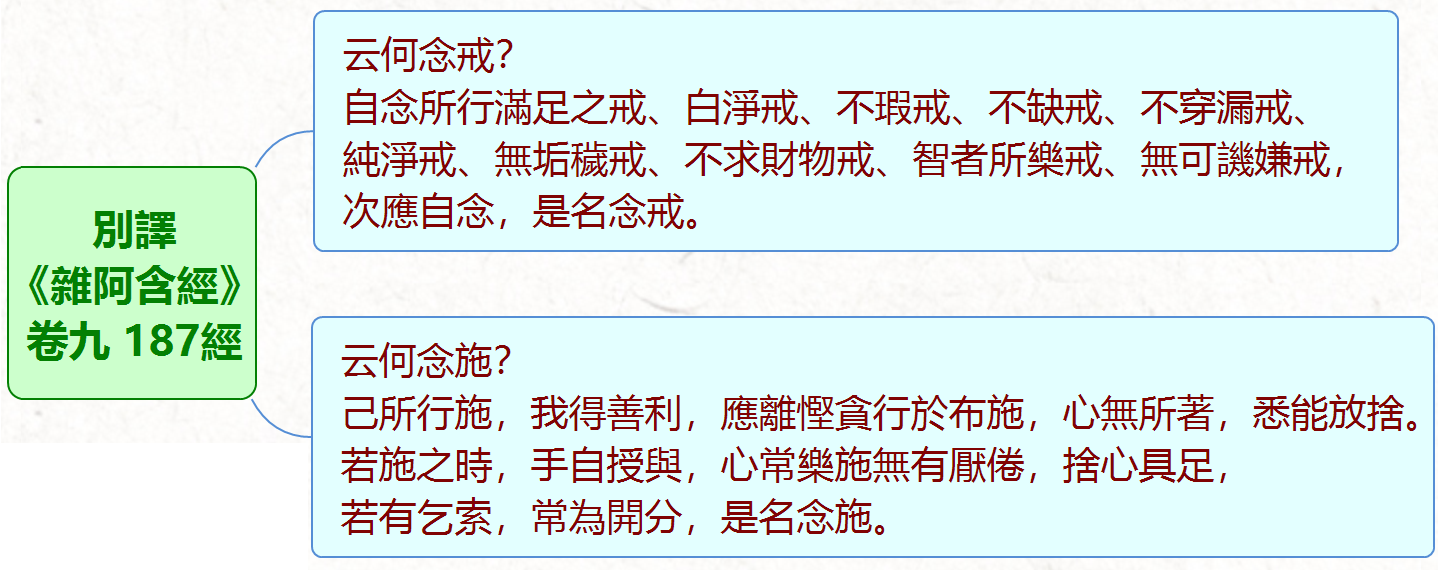 別譯
《雜阿含經》
卷九 187經
云何念戒？
自念所行滿足之戒、白淨戒、不瑕戒、不缺戒、不穿漏戒、
純淨戒、無垢穢戒、不求財物戒、智者所樂戒、無可譏嫌戒，
次應自念，是名念戒。
云何念施？
己所行施，我得善利，應離慳貪行於布施，心無所著，悉能放捨。
若施之時，手自授與，心常樂施無有厭倦，捨心具足，
若有乞索，常為開分，是名念施。